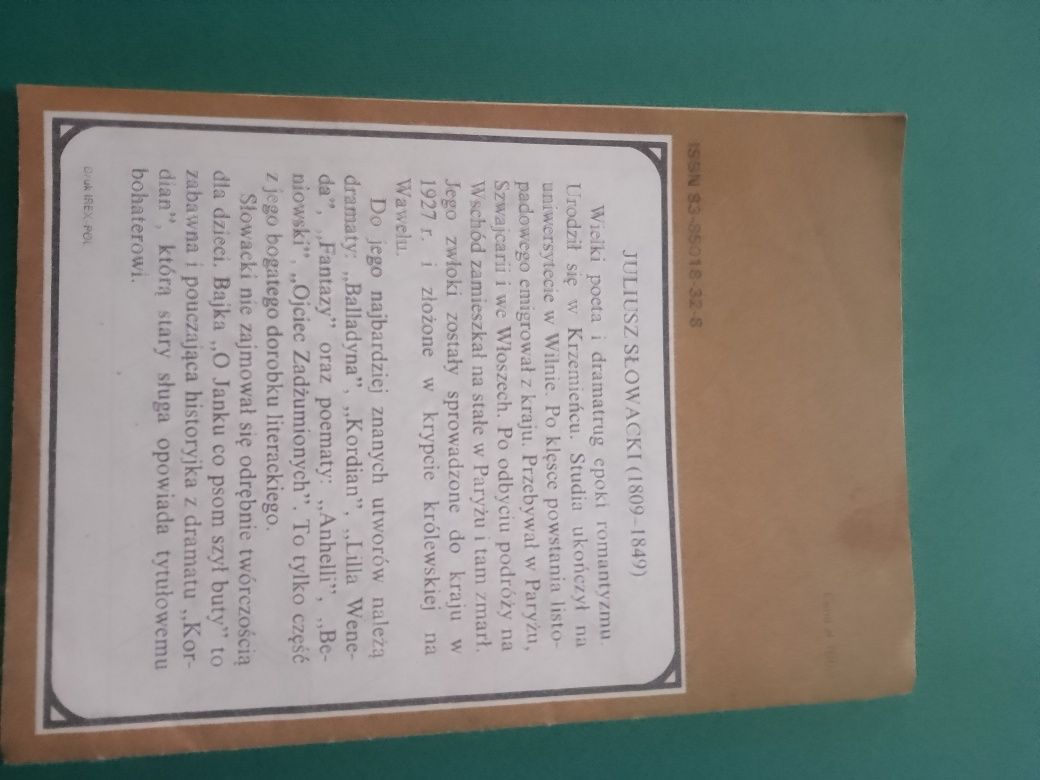 ISSN 83-85018-32-8
JULIUSZ SŁOWACKI (1809–1849)
Wielki poeta i dramatrug epoki romantyzmu.
Urodził się w Krzemieńcu. Studia ukończył na
uniwersytecie w Wilnie. Po klęsce powstania listo-
padowego emigrował z kraju. Przebywał w Paryżu,
Szwajcarii i we Włoszech. Po odbyciu podróży na
Wschód zamieszkał na stałe w Paryżu i tam zmarł.
Jego zwłoki zostały sprowadzone do kraju w
1927 r. i złożone w krypcie królewskiej na
Wawelu.
Do jego najbardziej znanych utworów należą
dramaty: „Balladyna”, „Kordian”, „Lilla Wene-
da”, „Fantazy” oraz poematy: „Anhelli”, „Be-
niowski”, „Ojciec Zadżumionych”. To tylko część
z jego bogatego dorobku literackiego.
Słowacki nie zajmował się odrębnie twórczością
dla dzieci. Bajka „O Janku co psom szył buty” to
zabawna i pouczająca historyjka z dramatu „Kor-
dian”, którą stary sługa opowiada tytułowemu
bohaterowi.
Druk IREX-POL